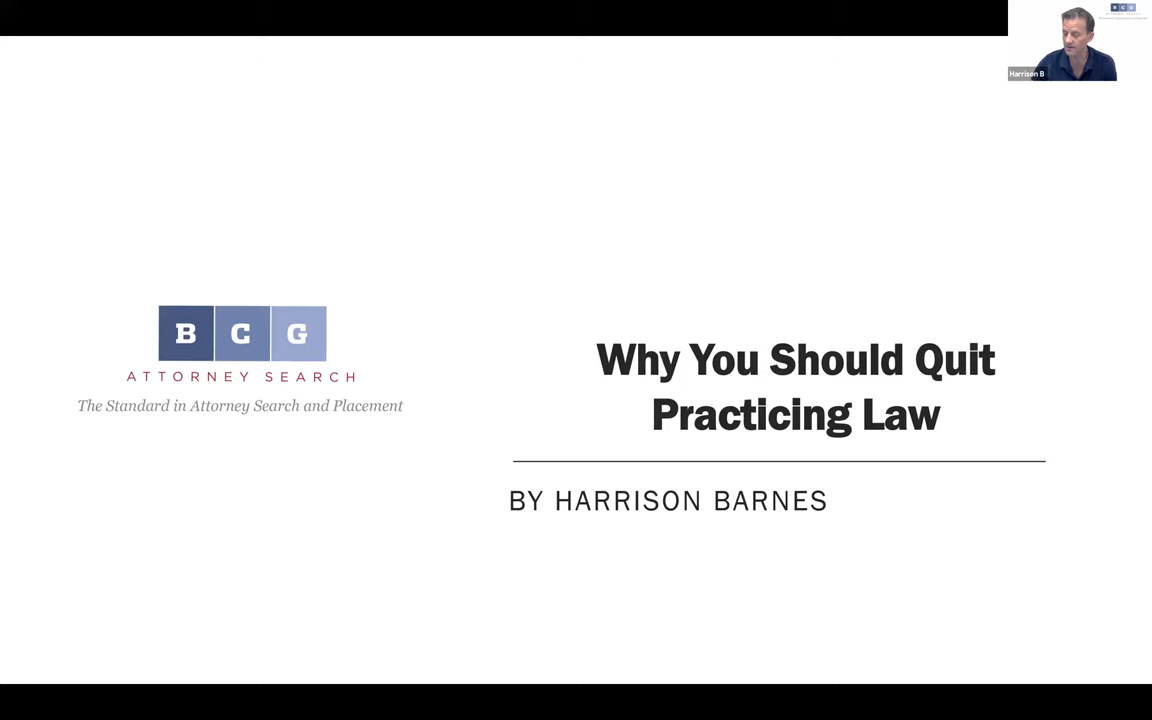 B C G
Harrison B
B C G
ATTORNEY SEARCH
The Standard in Attorney Search and Placement
Why You Should Quit
Practicing Law
BY HARRISON BARNES